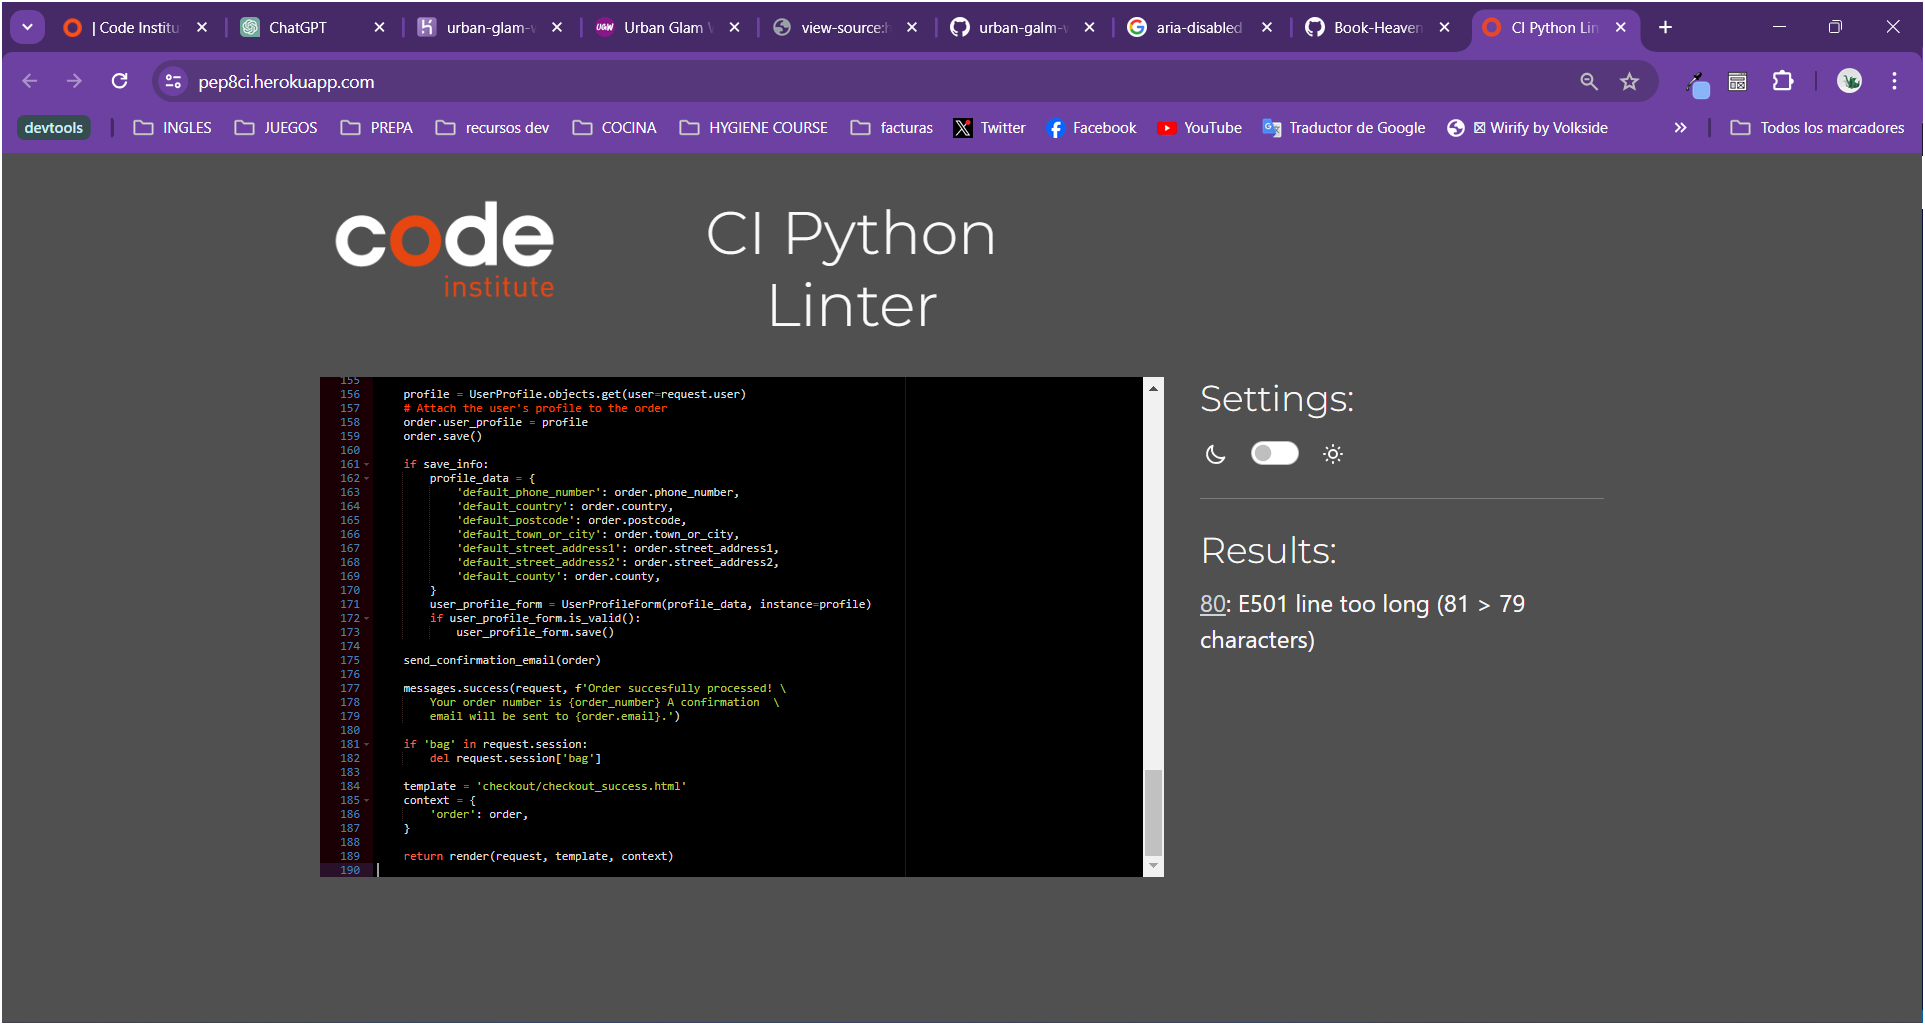 | Code Institu
ChatGPT
urban-glam-w
Urban Glam W
view-source:h
urban-galm-w
aria-disabled
Book-Heaven
CI Python Lin
pep8ci.herokuapp.com
devtools
INGLES
JUEGOS
PREPA
recursos dev
COCINA
HYGIENE COURSE
facturas
Twitter
Facebook
YouTube
Traductor de Google
Wirify by Volkside
Todos los marcadores
code
institute
CI Python
Linter
155
156 profile = UserProfile.objects.get(user=request.user)
157 # Attach the user's profile to the order
158 order.user_profile = profile
159 order.save()
160
161 if save_info:
162 profile_data = {
163 'default_phone_number': order.phone_number,
164 'default_country': order.country,
165 'default_postcode': order.postcode,
166 'default_town_or_city': order.town_or_city,
167 'default_street_address1': order.street_address1,
168 'default_street_address2': order.street_address2,
169 'default_county': order.county,
170 }
171 user_profile_form = UserProfileForm(profile_data, instance=profile)
172 if user_profile_form.is_valid():
173 user_profile_form.save()
174
175 send_confirmation_email(order)
176
177 messages.success(request, f'Order succesfully processed! \
178 Your order number is {order_number} A confirmation  \
179 email will be sent to {order.email}.')
180
181 if 'bag' in request.session:
182 del request.session['bag']
183
184 template = 'checkout/checkout_success.html'
185 context = {
186 'order': order,
187 }
188
189 return render(request, template, context)
190
Settings:
Results:
80: E501 line too long (81 > 79
characters)